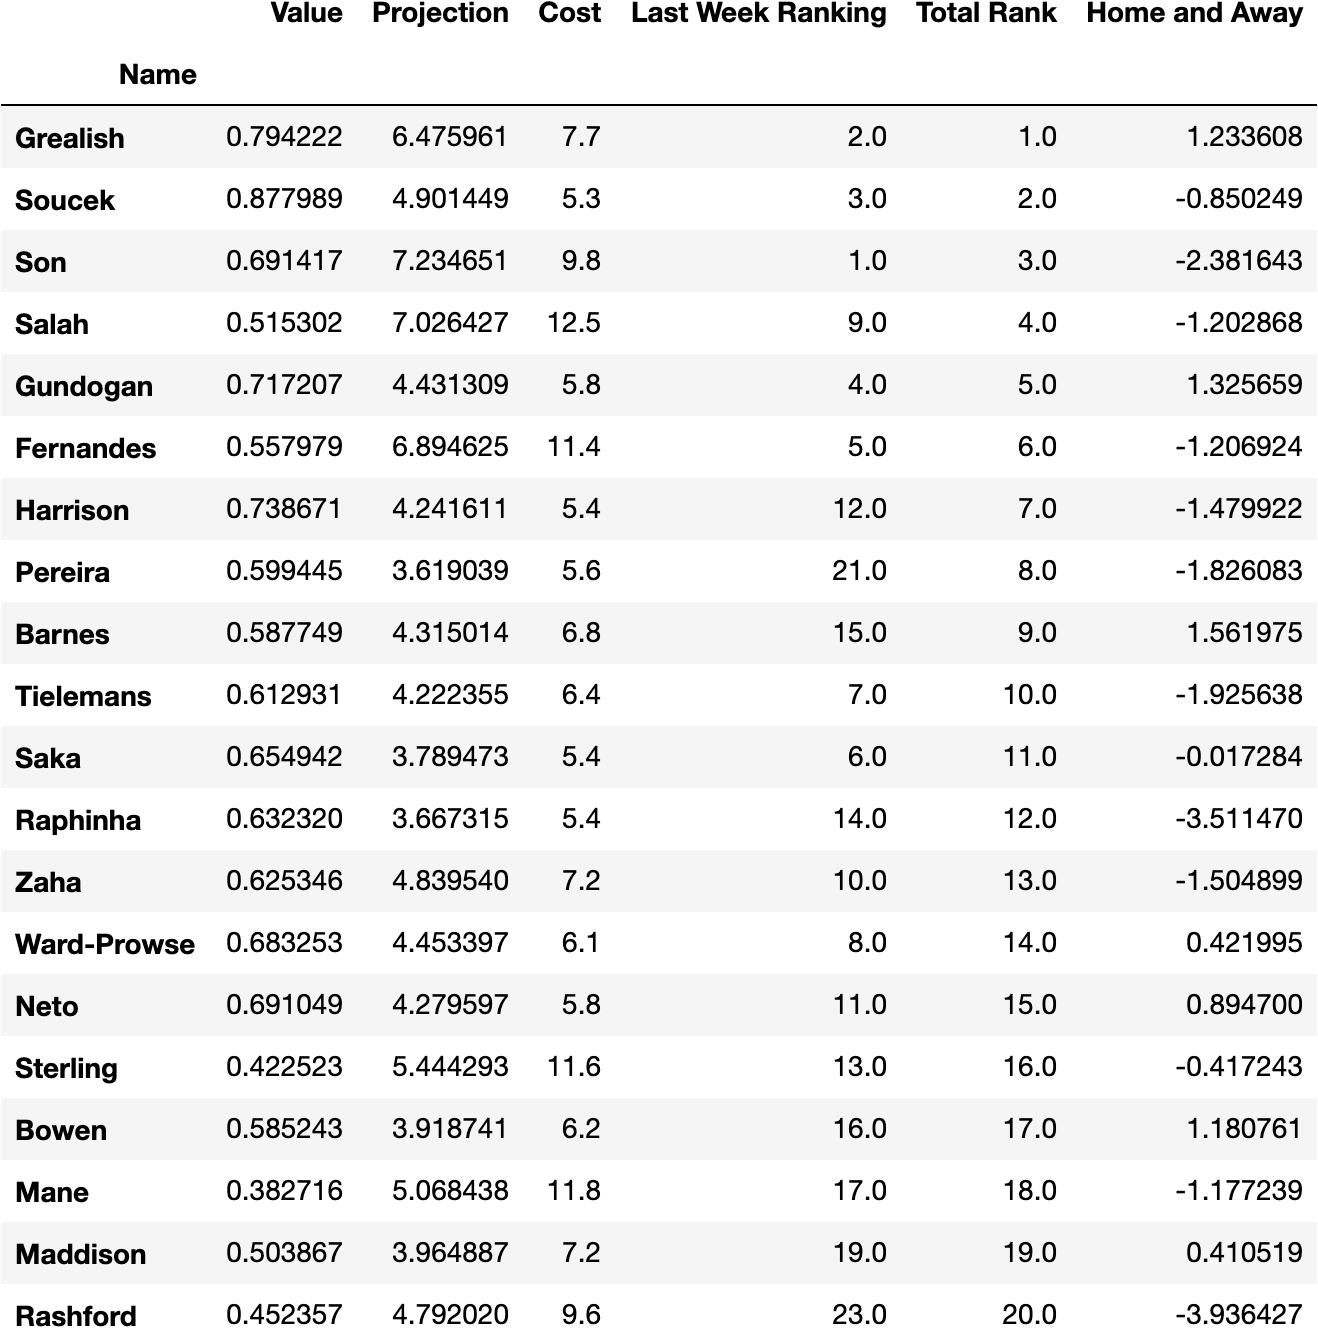 Value Projection Cost Last Week Ranking Total Rank Home and Away
Name
Grealish 0.794222 6.475961 7.7 2.0 1.0 1.233608
Soucek 0.877989 4.901449 5.3 3.0 2.0 -0.850249
Son 0.691417 7.234651 9.8 1.0 3.0 -2.381643
Salah 0.515302 7.026427 12.5 9.0 4.0 -1.202868
Gundogan 0.717207 4.431309 5.8 4.0 5.0 1.325659
Fernandes 0.557979 6.894625 11.4 5.0 6.0 -1.206924
Harrison 0.738671 4.241611 5.4 12.0 7.0 -1.479922
Pereira 0.599445 3.619039 5.6 21.0 8.0 -1.826083
Barnes 0.587749 4.315014 6.8 15.0 9.0 1.561975
Tielemans 0.612931 4.222355 6.4 7.0 10.0 -1.925638
Saka 0.654942 3.789473 5.4 6.0 11.0 -0.017284
Raphinha 0.632320 3.667315 5.4 14.0 12.0 -3.511470
Zaha 0.625346 4.839540 7.2 10.0 13.0 -1.504899
Ward-Prowse 0.683253 4.453397 6.1 8.0 14.0 0.421995
Neto 0.691049 4.279597 5.8 11.0 15.0 0.894700
Sterling 0.422523 5.444293 11.6 13.0 16.0 -0.417243
Bowen 0.585243 3.918741 6.2 16.0 17.0 1.180761
Mane 0.382716 5.068438 11.8 17.0 18.0 -1.177239
Maddison 0.503867 3.964887 7.2 19.0 19.0 0.410519
Rashford 0.452357 4.792020 9.6 23.0 20.0 -3.936427